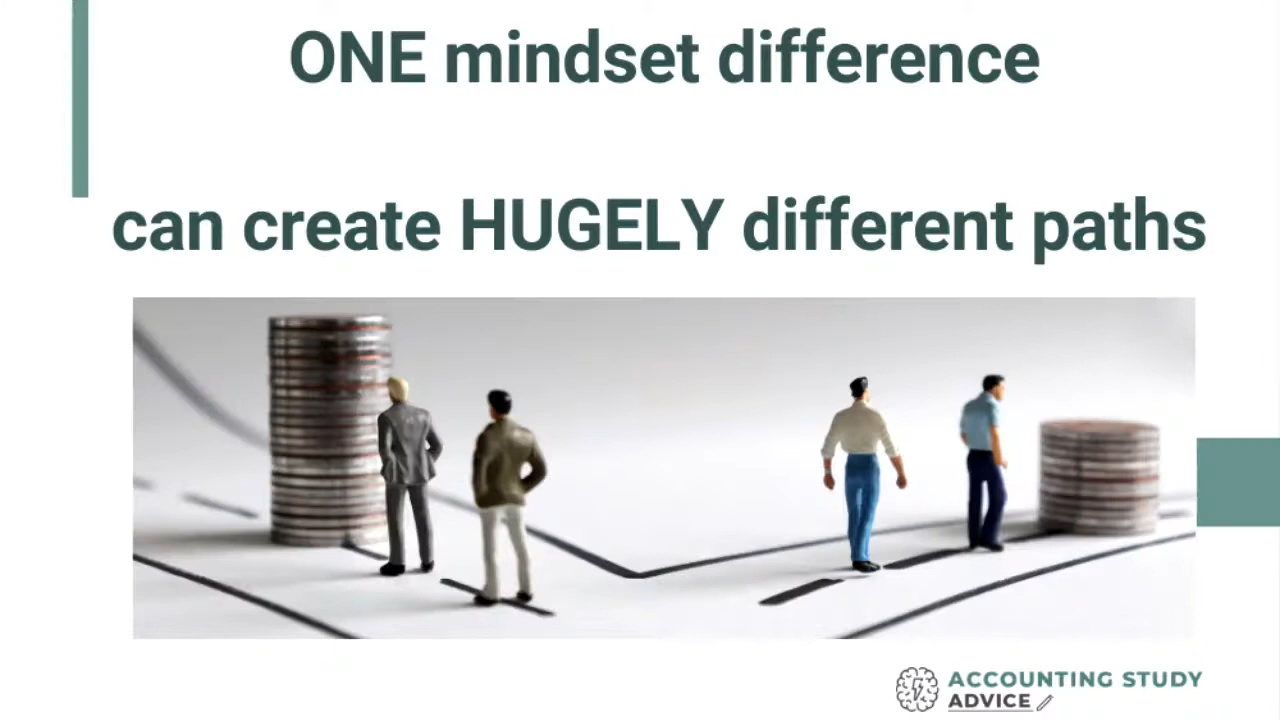 ONE mindset difference
can create HUGELY different paths
ACCOUNTING STUDY
ADVICE